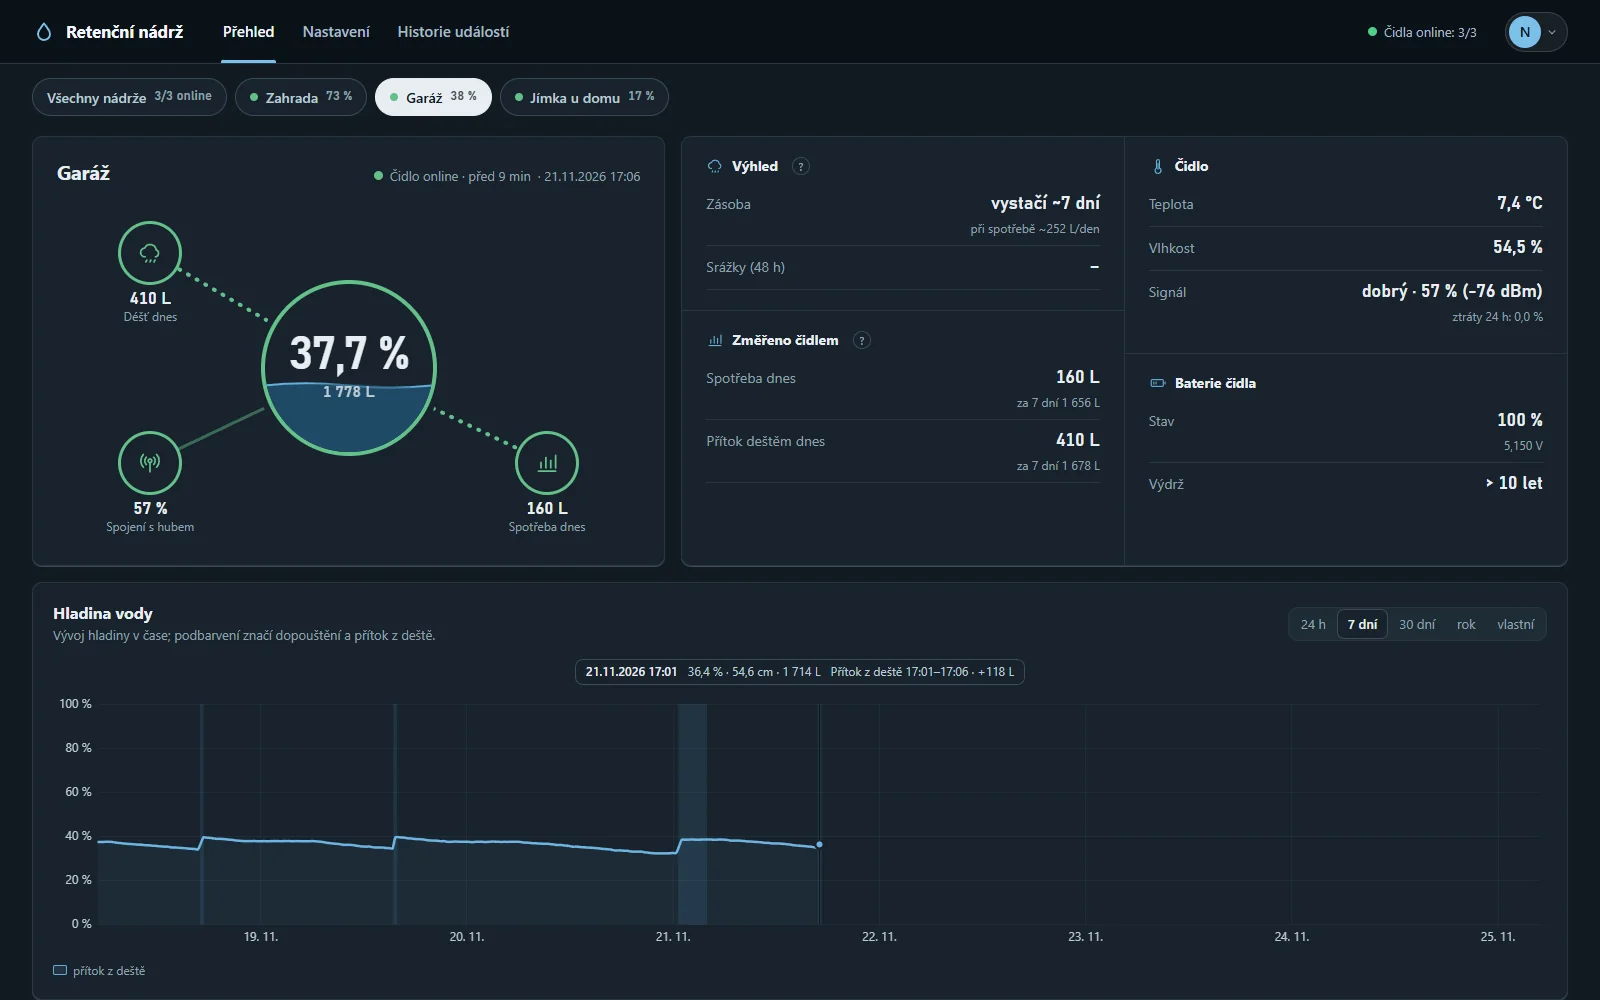 Retenční nádrž
Přehled
Nastavení
Historie událostí
Čidla online: 3/3
N
Všechny nádrže 3/3 online
Zahrada 73 %
Garáž 38 %
Jímka u domu 17 %
Garáž
Čidlo online · před 9 min · 21.11.2026 17:06
410 L
Déšť dnes
37,7 %
1 778 L
57 %
Spojení s hubem
160 L
Spotřeba dnes
Výhled ?
Zásoba vystačí ~7 dní
při spotřebě ~252 L/den
Srážky (48 h) –
Změřeno čidlem ?
Spotřeba dnes 160 L
za 7 dní 1 656 L
Přítok deštěm dnes 410 L
za 7 dní 1 678 L
Čidlo
Teplota 7,4 °C
Vlhkost 54,5 %
Signál dobrý · 57 % (-76 dBm)
ztráty 24 h: 0,0 %
Baterie čidla
Stav 100 %
5,150 V
Výdrž > 10 let
Hladina vody
Vývoj hladiny v čase; podbarvení značí dopouštění a přítok z deště.
24 h 7 dní 30 dní rok vlastní
21.11.2026 17:01 36,4 % · 54,6 cm · 1 714 L Přítok z deště 17:01–17:06 · +118 L
100 %
80 %
60 %
40 %
20 %
0 %
19. 11. 20. 11. 21. 11. 22. 11. 23. 11. 24. 11. 25. 11.
přítok z deště